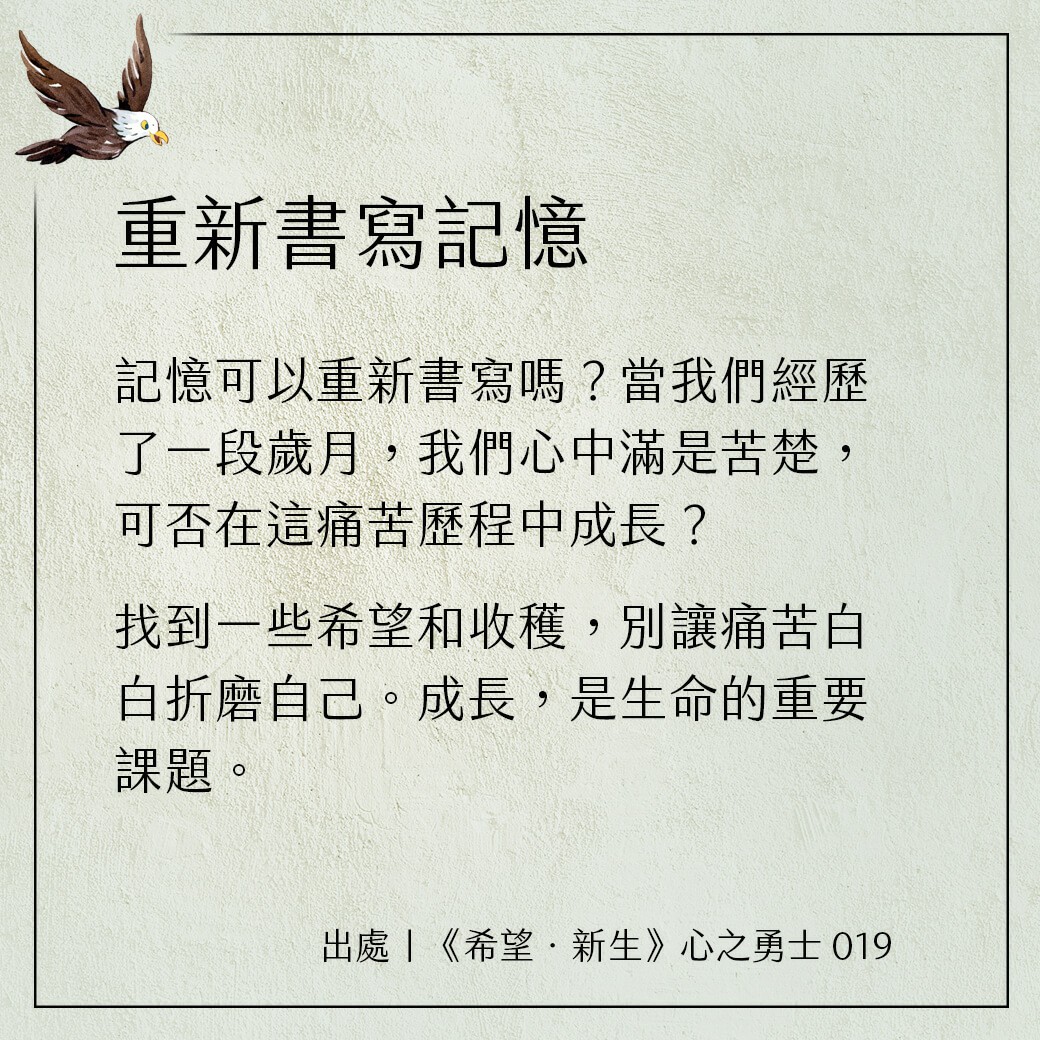 重新書寫記憶
記憶可以重新書寫嗎？當我們經歷
了一段歲月，我們心中滿是苦楚，
可否在這痛苦歷程中成長？
找到一些希望和收穫，別讓痛苦白
白折磨自己。成長，是生命的重要
課題。
出處｜《希望．新生》心之勇士 019